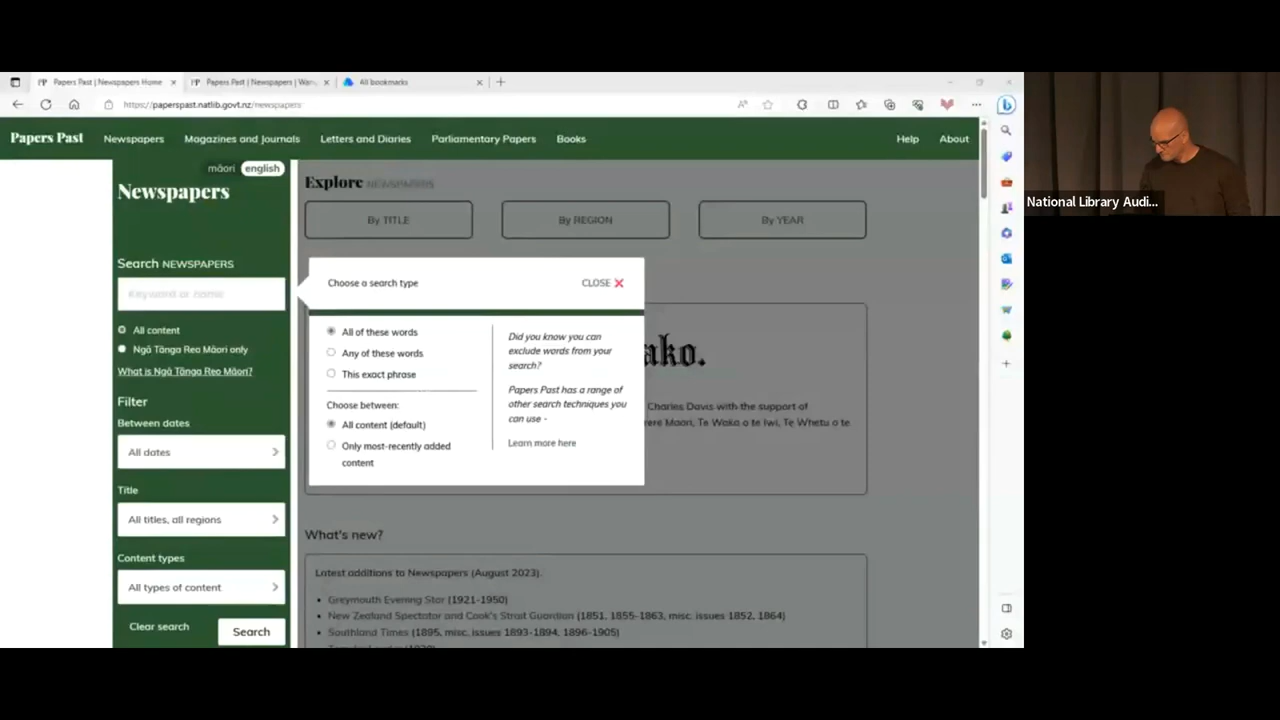 Papers Past | Newspapers Home
Papers Past | Newspapers | Wan
All bookmarks
https://paperspast.natlib.govt.nz/newspapers
Papers Past
Newspapers
Magazines and Journals
Letters and Diaries
Parliamentary Papers
Books
Help
About
māori
english
Newspapers
Search NEWSPAPERS
Keyword or name
All content
Ngā Tānga Reo Māori only
What is Ngā Tānga Reo Māori?
Filter
Between dates
All dates
Title
All titles, all regions
Content types
All types of content
Clear search
Search
Explore NEWSPAPERS
By TITLE
By REGION
By YEAR
Choose a search type
CLOSE
All of these words
Any of these words
This exact phrase
Choose between:
All content (default)
Only most-recently added
content
Did you know you can
exclude words from your
search?
Papers Past has a range of
other search techniques you
can use -
Learn more here
ako.
Charles Davis with the support of
Māori, Te Waka o te Iwi, Te Whetu o te
What's new?
Latest additions to Newspapers (August 2023).
Greymouth Evening Star (1921-1950)
New Zealand Spectator and Cook's Strait Guardian (1851, 1855-1863, misc. issues 1852, 1864)
Southland Times (1895, misc. issues 1893-1894, 1896-1905)
National Library Audi...